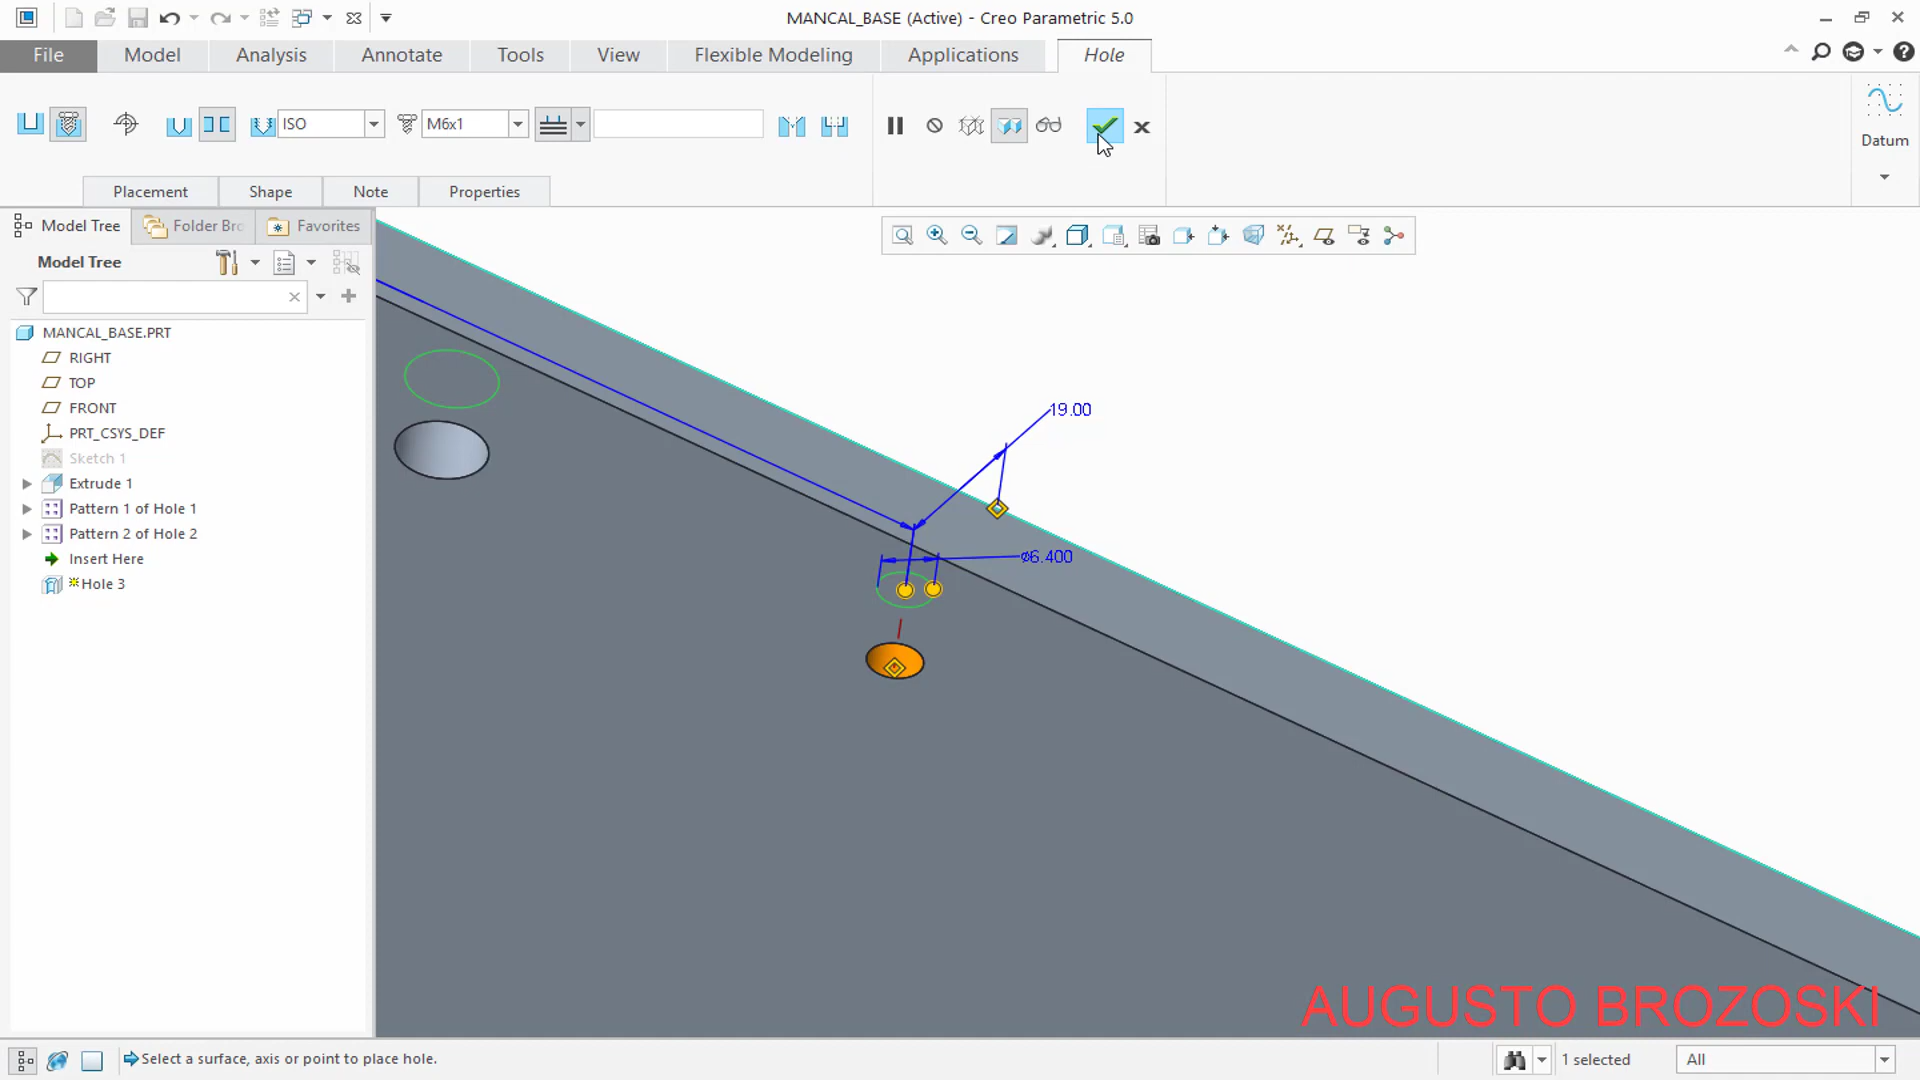 MANCAL_BASE (Active) - Creo Parametric 5.0
File Model Analysis Annotate Tools View Flexible Modeling Applications Hole
ISO M6x1
Datum
Placement Shape Note Properties
Model Tree Folder Bro Favorites
Model Tree
MANCAL_BASE.PRT
RIGHT
TOP
FRONT
PRT_CSYS_DEF
Sketch 1
Extrude 1
Pattern 1 of Hole 1
Pattern 2 of Hole 2
Insert Here
Hole 3
19.00
⌀6.400
AUGUSTO BROZOSKI
Select a surface, axis or point to place hole.
1 selected All